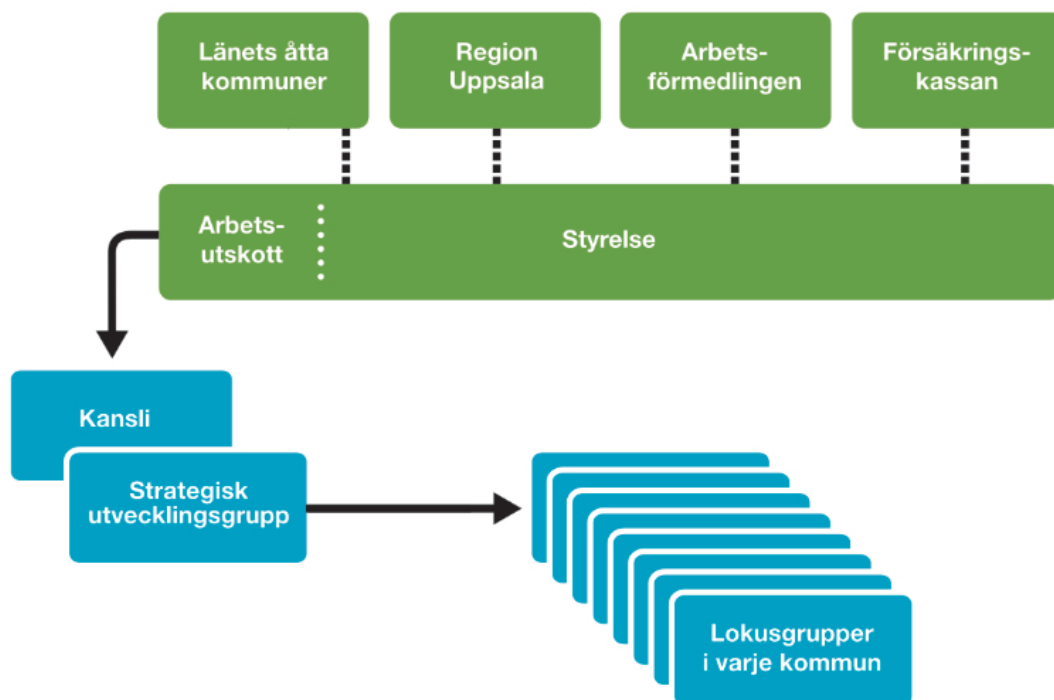 Länets åtta
kommuner
Region
Uppsala
Arbets-
förmedlingen
Försäkrings-
kassan
Arbets-
utskott
Styrelse
Kansli
Strategisk
utvecklingsgrupp
Lokusgrupper
i varje kommun